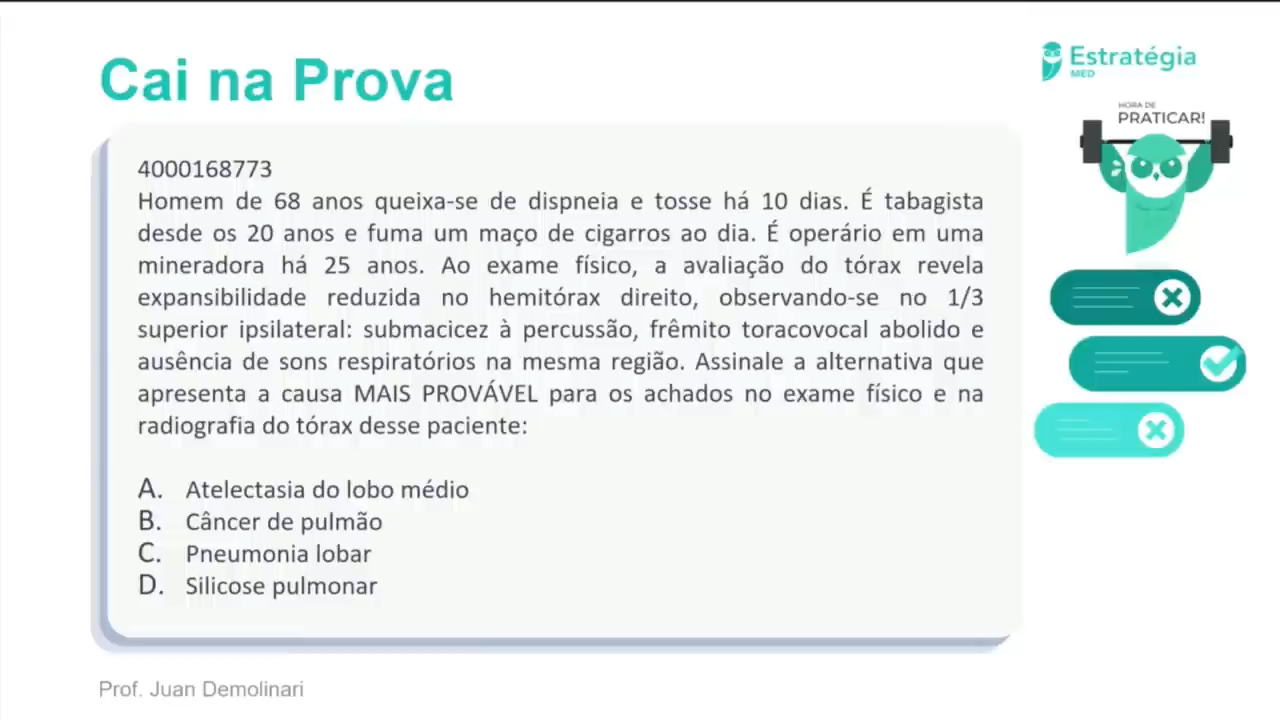 Cai na Prova
Estratégia
MED
HORA DE
PRATICAR!
4000168773
Homem de 68 anos queixa-se de dispneia e tosse há 10 dias. É tabagista
desde os 20 anos e fuma um maço de cigarros ao dia. É operário em uma
mineradora há 25 anos. Ao exame físico, a avaliação do tórax revela
expansibilidade reduzida no hemitórax direito, observando-se no 1/3
superior ipsilateral: submacicez à percussão, frêmito toracovocal abolido e
ausência de sons respiratórios na mesma região. Assinale a alternativa que
apresenta a causa MAIS PROVÁVEL para os achados no exame físico e na
radiografia do tórax desse paciente:
A. Atelectasia do lobo médio
B. Câncer de pulmão
C. Pneumonia lobar
D. Silicose pulmonar
Prof. Juan Demolinari